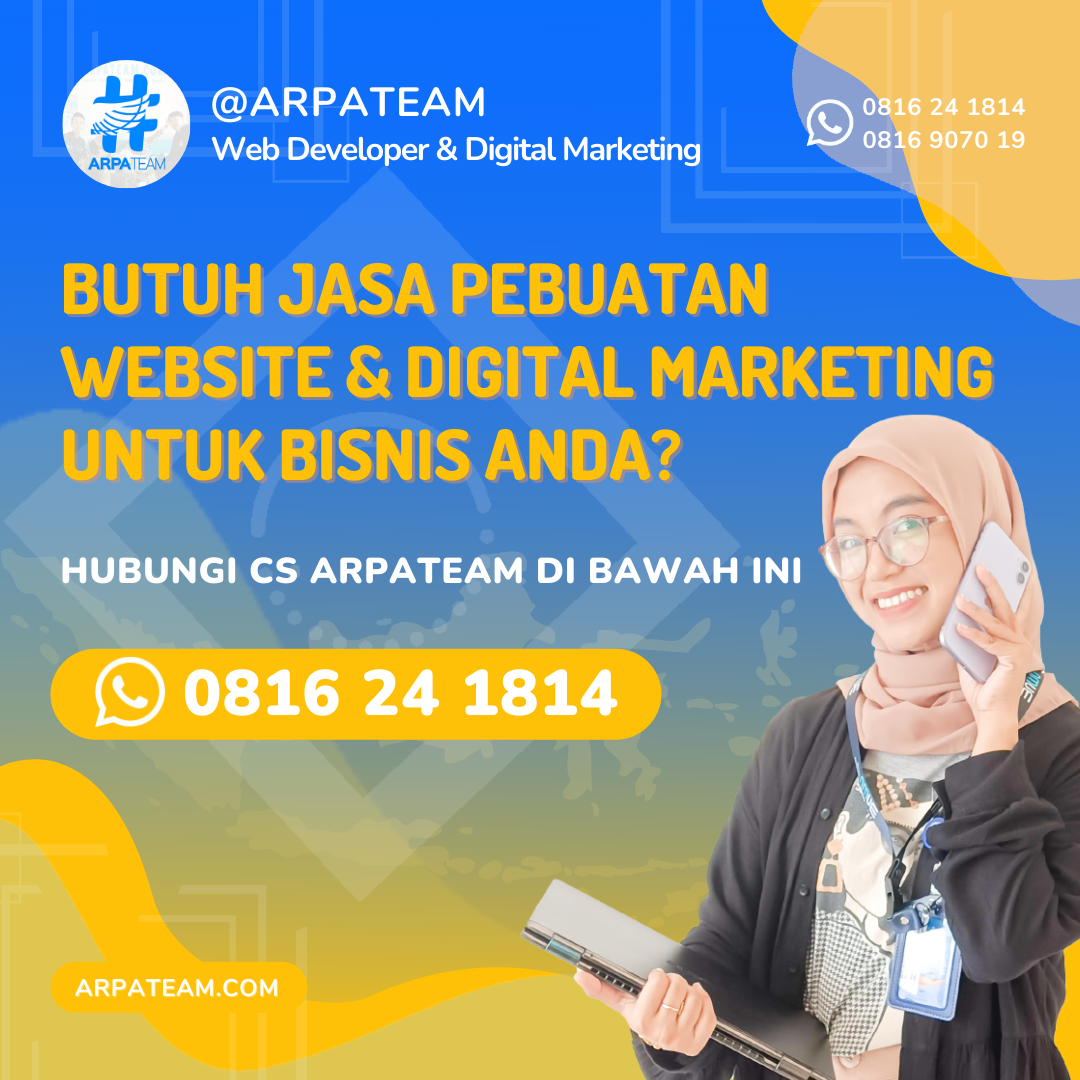 @ARPATEAM
Web Developer & Digital Marketing
ARPATEAM
0816 24 1814
0816 9070 19
BUTUH JASA PEBUATAN
WEBSITE & DIGITAL MARKETING
UNTUK BISNIS ANDA?
HUBUNGI CS ARPATEAM DI BAWAH INI
0816 24 1814
ARPATEAM.COM